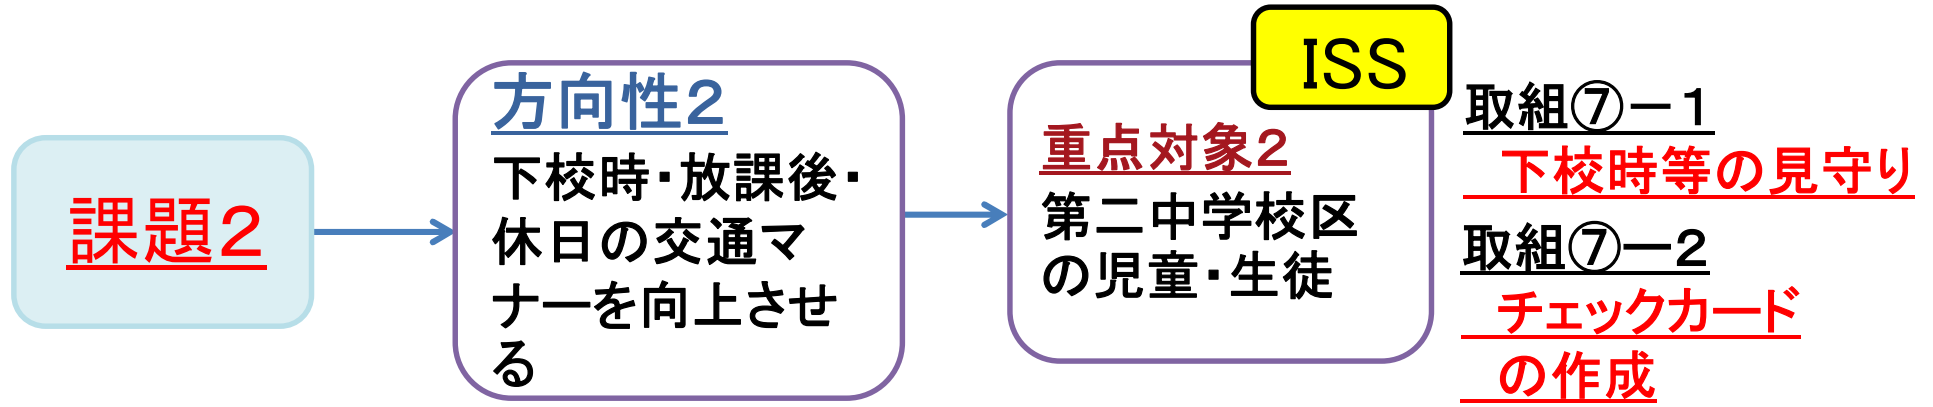 課題２
方向性２
下校時・放課後・
休日の交通マ
ナーを向上させ
る
ISS
重点対象２
第二中学校区
の児童・生徒
取組⑦－１
下校時等の見守り
取組⑦―２
チェックカード
の作成